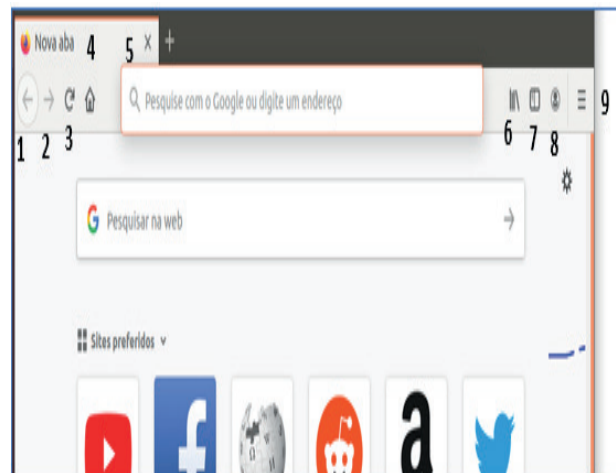 Nova aba 4 5
Pesquise com o Google ou digite um endereço
1 2 3 6 7 8 9
G Pesquisar na web
Sites preferidos
f W a